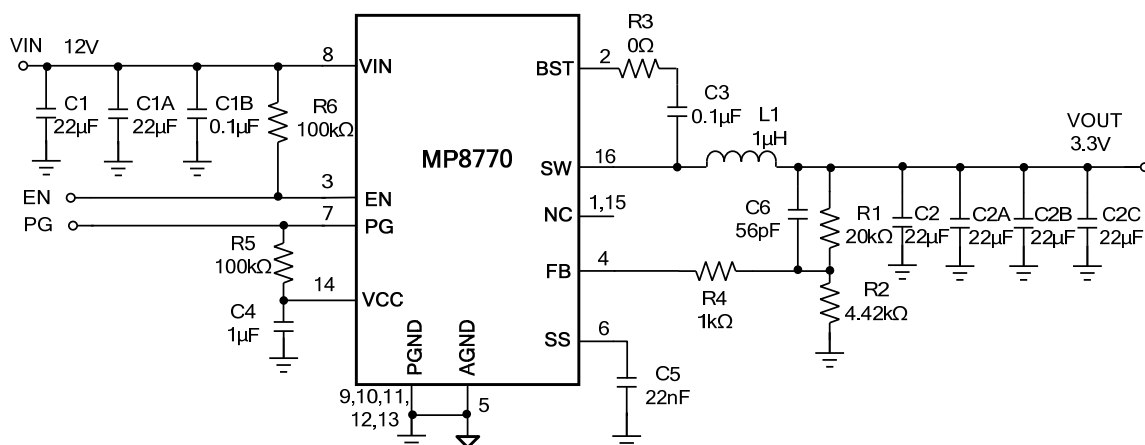 VIN 12V
8
VIN
C1
22µF
C1A
22µF
C1B
0.1µF
R6
100kΩ
EN
3
EN
PG
7
PG
R5
100kΩ
14
VCC
C4
1µF
MP8770
PGND
AGND
9,10,11,
12,13
5
BST
2
R3
0Ω
C3
0.1µF
L1
1µH
SW
16
NC
1,15
FB
4
R4
1kΩ
SS
6
C5
22nF
C6
56pF
R1
20kΩ
R2
4.42kΩ
C2
22µF
C2A
22µF
C2B
22µF
C2C
22µF
VOUT
3.3V